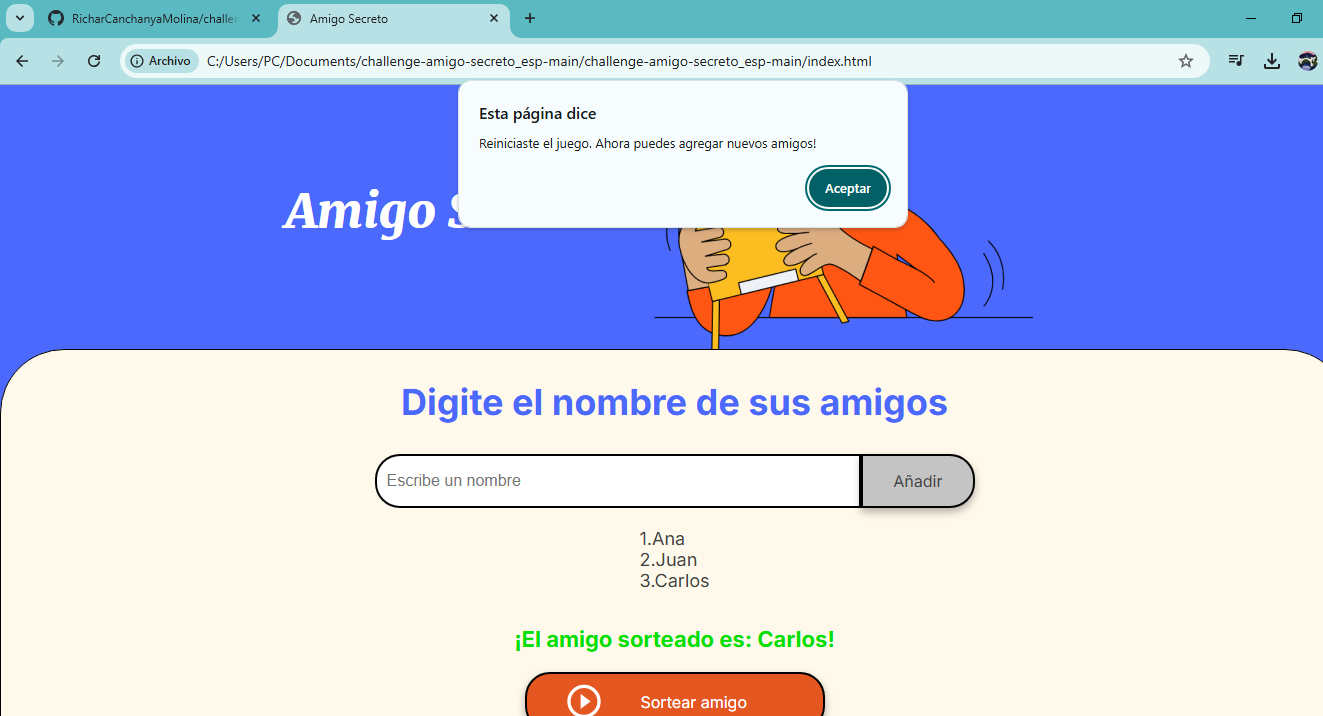 RicharCanchanyaMolina/challer
Amigo Secreto
Archivo
C:/Users/PC/Documents/challenge-amigo-secreto_esp-main/challenge-amigo-secreto_esp-main/index.html
Esta página dice
Reiniciaste el juego. Ahora puedes agregar nuevos amigos!
Aceptar
Amigo S
Digite el nombre de sus amigos
Escribe un nombre
Añadir
1.Ana
2.Juan
3.Carlos
¡El amigo sorteado es: Carlos!
Sortear amigo